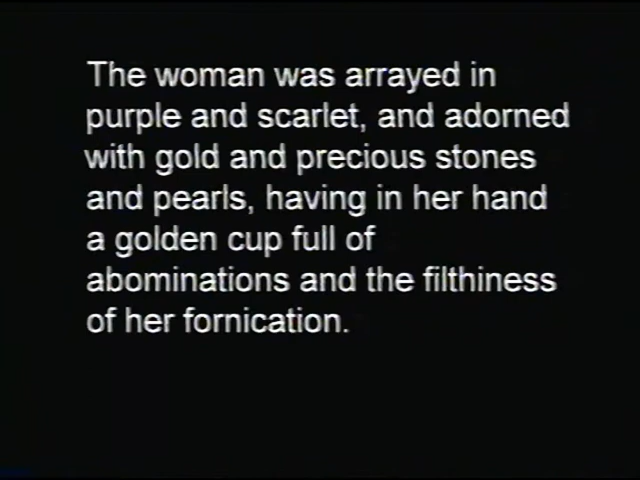 The woman was arrayed in
purple and scarlet, and adorned
with gold and precious stones
and pearls, having in her hand
a golden cup full of
abominations and the filthiness
of her fornication.